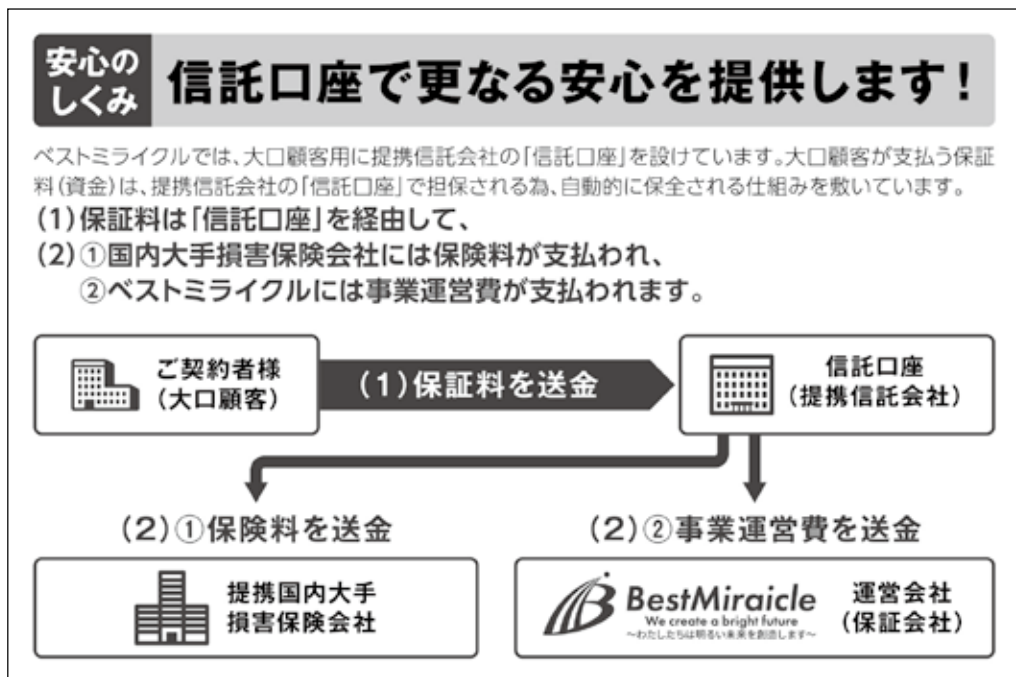 安心の
しくみ
信託口座で更なる安心を提供します!
ベストミライクルでは、大口顧客用に提携信託会社の「信託口座」を設けています。大口顧客が支払う保証
料(資金)は、提携信託会社の「信託口座」で担保される為、自動的に保全される仕組みを敷いています。
(1)保証料は「信託口座」を経由して、
(2)①国内大手損害保険会社には保険料が支払われ、
②ベストミライクルには事業運営費が支払われます。
ご契約者様
(大口顧客)
(1)保証料を送金
信託口座
(提携信託会社)
(2)①保険料を送金
(2)②事業運営費を送金
提携国内大手
損害保険会社
BestMiraicle
We create a bright future
〜わたしたちは明るい未来を創造します〜
運営会社
(保証会社)